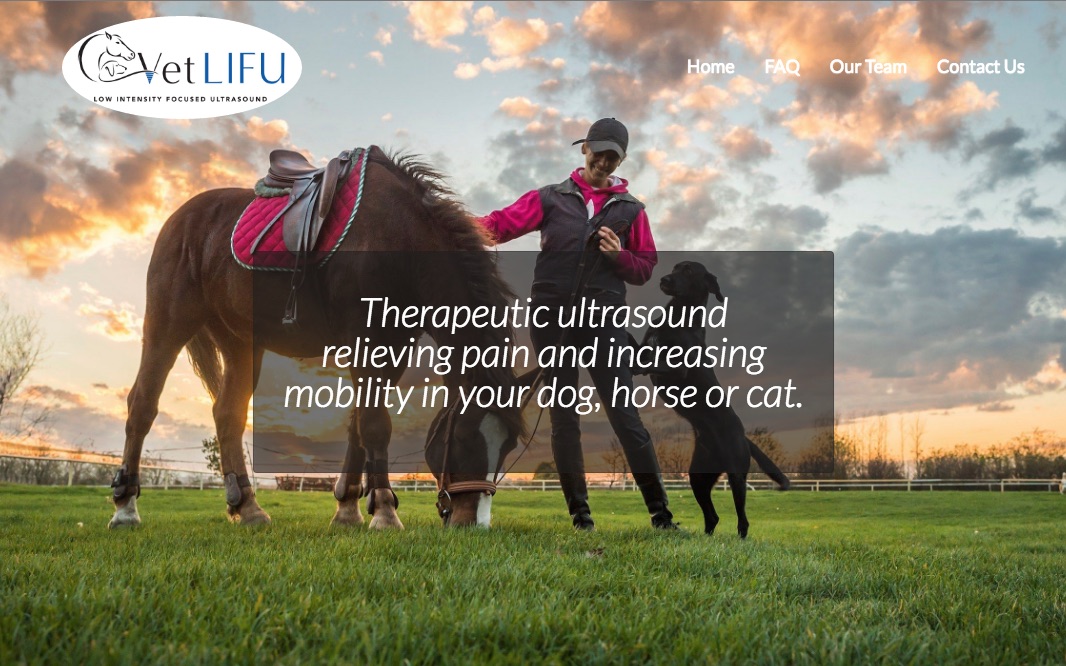 VetLIFU
LOW INTENSITY FOCUSED ULTRASOUND
Home FAQ Our Team Contact Us
Therapeutic ultrasound
relieving pain and increasing
mobility in your dog, horse or cat.